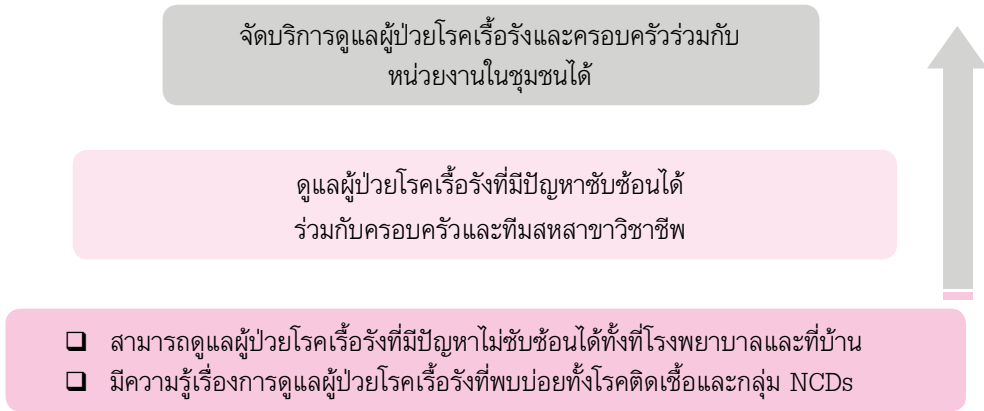 จัดบริการดูแลผู้ป่วยโรคเรื้อรังและครอบครัวร่วมกับ
หน่วยงานในชุมชนได้
ดูแลผู้ป่วยโรคเรื้อรังที่มีปัญหาซับซ้อนได้
ร่วมกับครอบครัวและทีมสหสาขาวิชาชีพ
❑ สามารถดูแลผู้ป่วยโรคเรื้อรังที่มีปัญหาไม่ซับซ้อนได้ทั้งที่โรงพยาบาลและที่บ้าน
❑ มีความรู้เรื่องการดูแลผู้ป่วยโรคเรื้อรังที่พบบ่อยทั้งโรคติดเชื้อและกลุ่ม NCDs